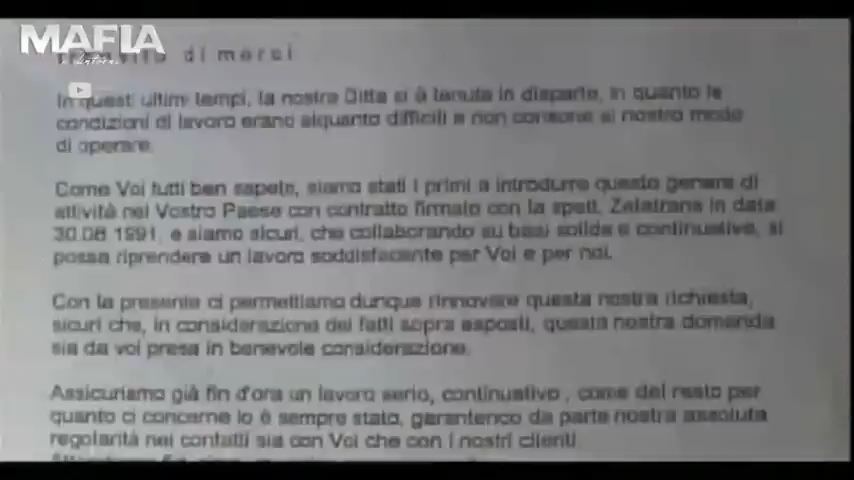 MAFIA
di merci
In questi ultimi tempi, la nostra Ditta si è tenuta in disparte, in quanto le
condizioni di lavoro erano alquanto difficili e non consone al nostro modo
di operare.
Come Voi tutti ben sapete, siamo stati i primi a introdurre questo genere di
attività nel Vostro Paese con contratto firmato con la spett. Zelatrans in data
30.08 1991, e siamo sicuri, che collaborando su basi solide e continuative, si
possa riprendere un lavoro soddisfacente per Voi e per noi.
Con la presente ci permettiamo dunque rinnovare questa nostra richiesta,
sicuri che, in considerazione dei fatti sopra esposti, questa nostra domanda
sia da voi presa in benevole considerazione.
Assicuriamo già fin d'ora un lavoro serio, continuativo , come del resto per
quanto ci concerne lo è sempre stato, garantendo da parte nostra assoluta
regolarità nei contatti sia con Voi che con i nostri clienti.